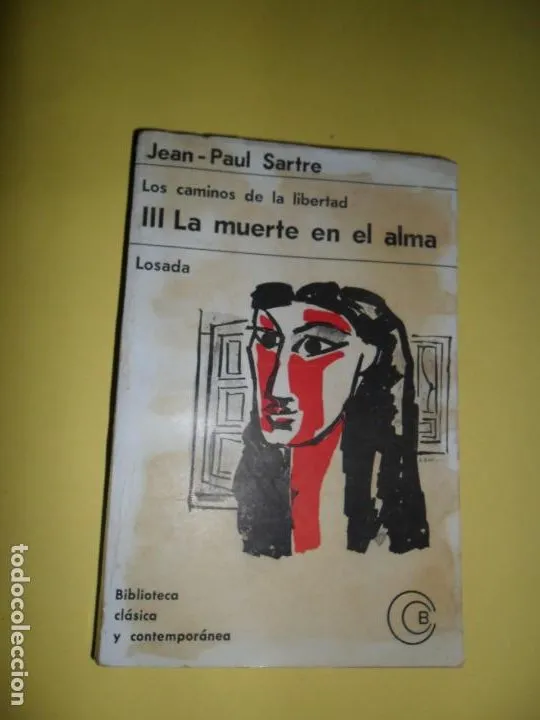 Jean-Paul Sartre
Los caminos de la libertad
III La muerte en el alma
Losada
Biblioteca
clásica
y contemporánea
B
todocoleccion